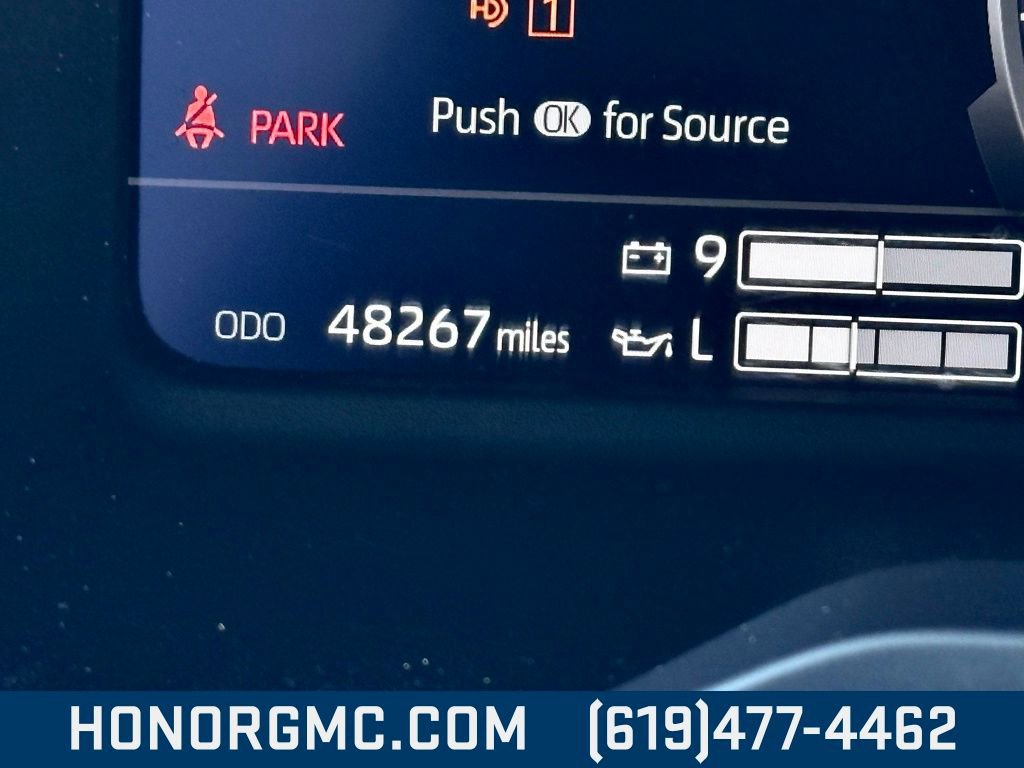 1
PARK Push OK for Source
9
ODO 48267 miles L
HONORGMC.COM (619)477-4462